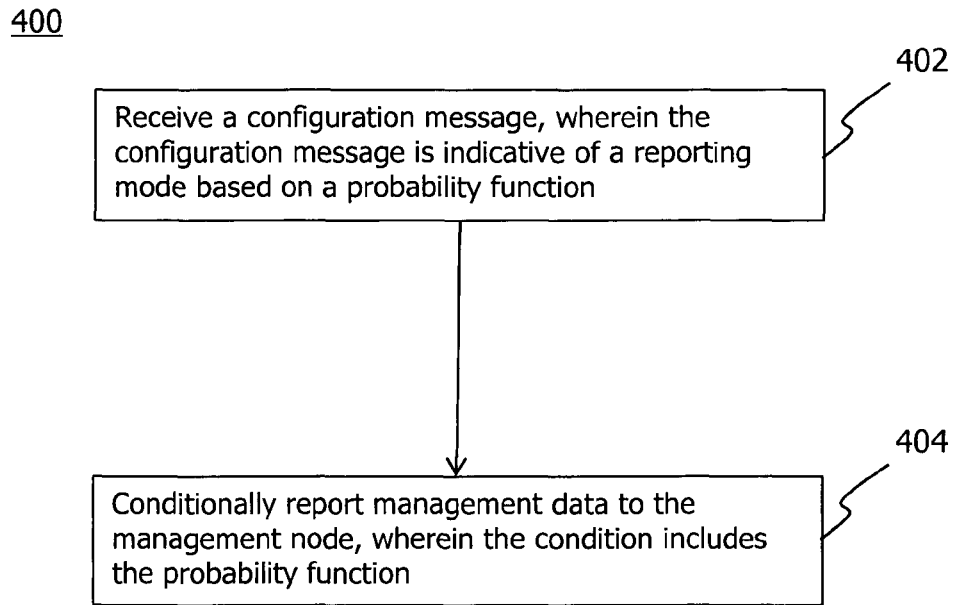 400
402
Receive a configuration message, wherein the
configuration message is indicative of a reporting
mode based on a probability function
404
Conditionally report management data to the
management node, wherein the condition includes
the probability function